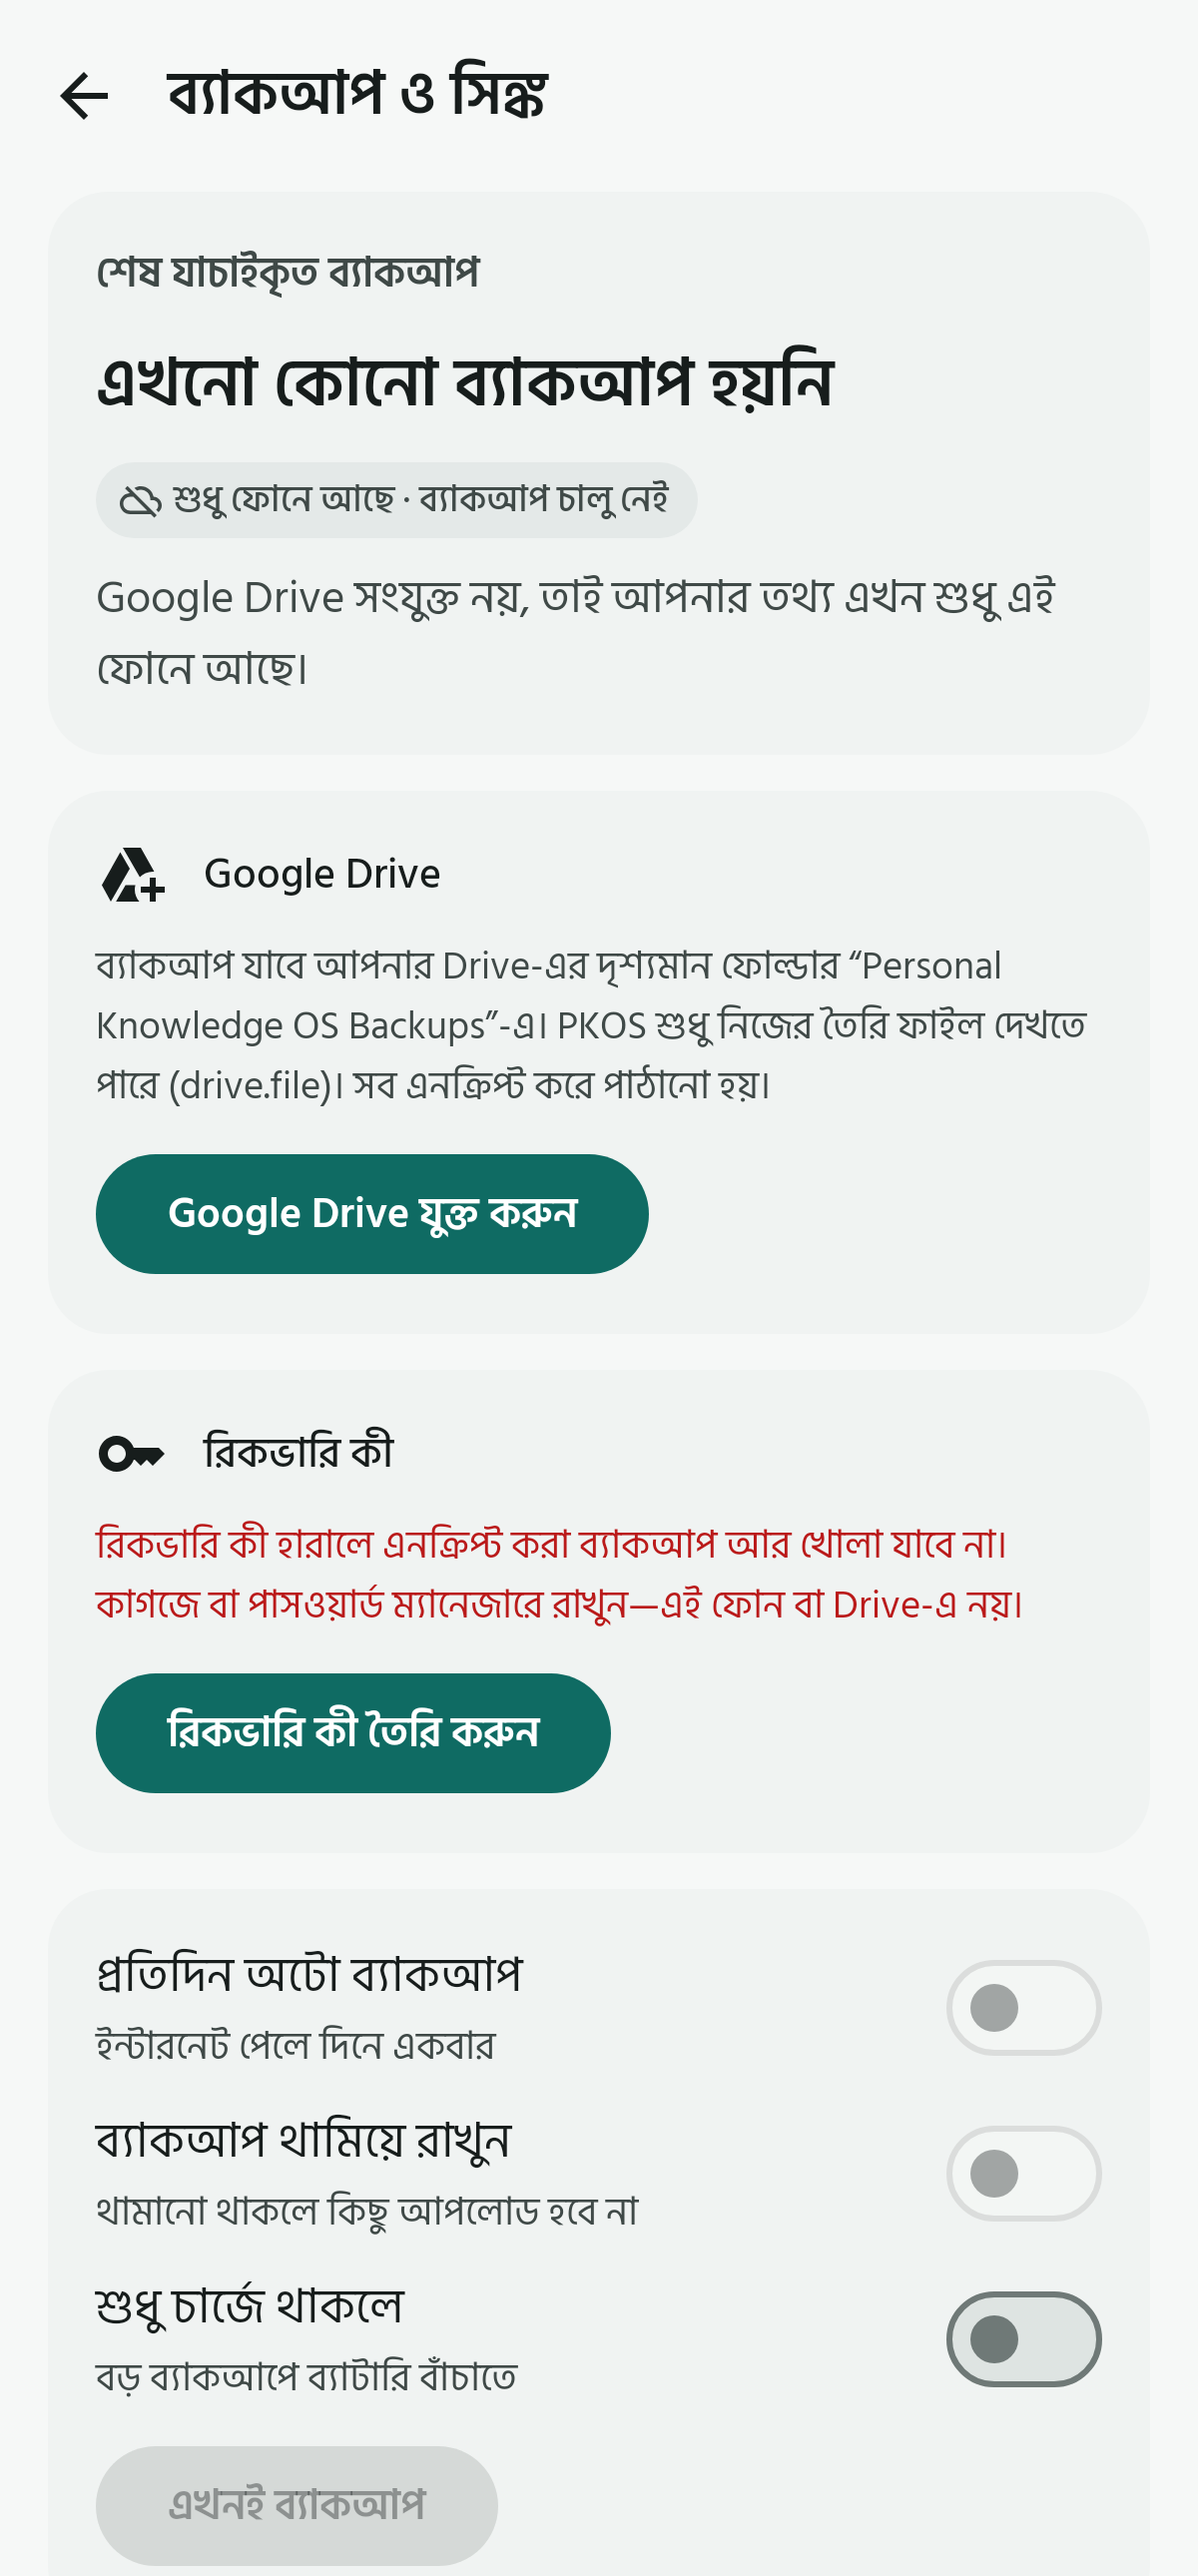 ব্যাকআপ ও সিঙ্ক
শেষ যাচাইকৃত ব্যাকআপ
এখনো কোনো ব্যাকআপ হয়নি
শুধু ফোনে আছে · ব্যাকআপ চালু নেই
Google Drive সংযুক্ত নয়, তাই আপনার তথ্য এখন শুধু এই
ফোনে আছে।
Google Drive
ব্যাকআপ যাবে আপনার Drive-এর দৃশ্যমান ফোল্ডার “Personal
Knowledge OS Backups”-এ। PKOS শুধু নিজের তৈরি ফাইল দেখতে
পারে (drive.file)। সব এনক্রিপ্ট করে পাঠানো হয়।
Google Drive যুক্ত করুন
রিকভারি কী
রিকভারি কী হারালে এনক্রিপ্ট করা ব্যাকআপ আর খোলা যাবে না।
কাগজে বা পাসওয়ার্ড ম্যানেজারে রাখুন—এই ফোন বা Drive-এ নয়।
রিকভারি কী তৈরি করুন
প্রতিদিন অটো ব্যাকআপ
ইন্টারনেট পেলে দিনে একবার
ব্যাকআপ থামিয়ে রাখুন
থামানো থাকলে কিছু আপলোড হবে না
শুধু চার্জে থাকলে
বড় ব্যাকআপে ব্যাটারি বাঁচাতে
এখনই ব্যাকআপ